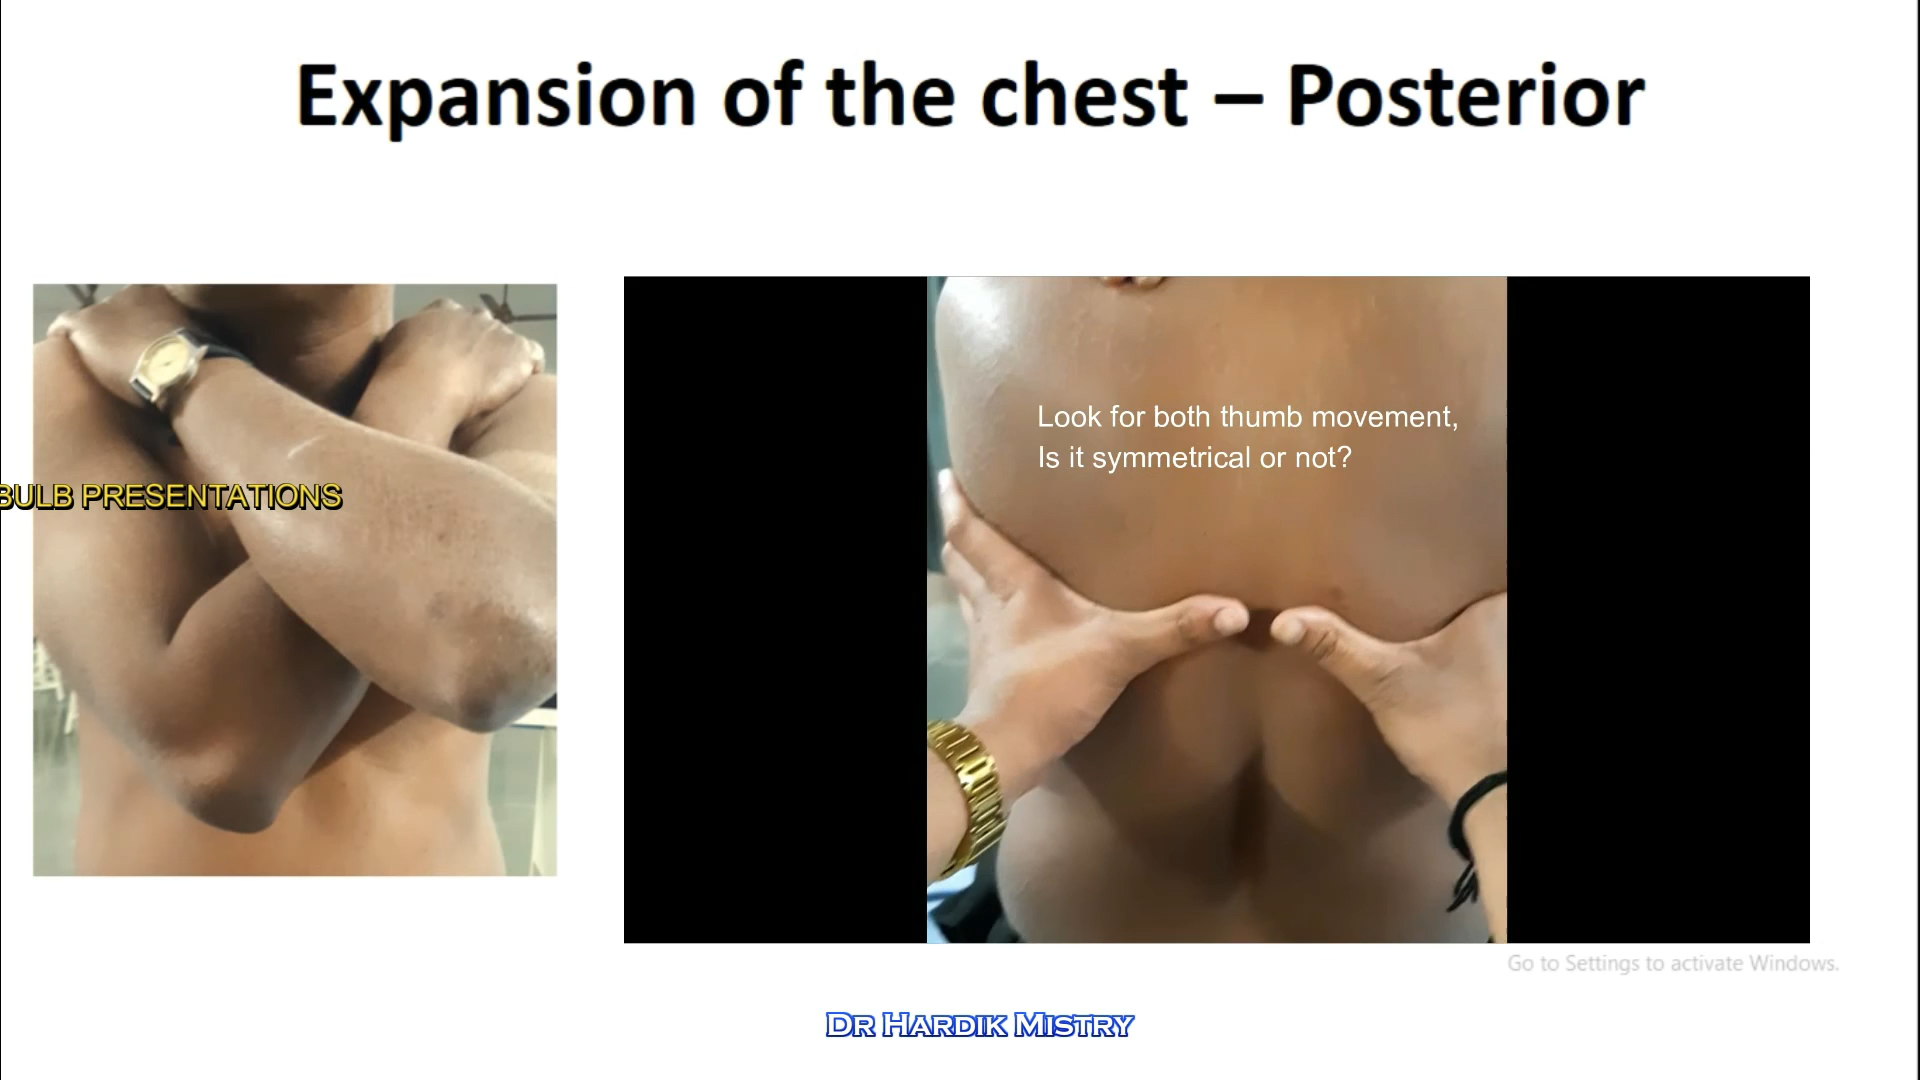 Expansion of the chest – Posterior
Look for both thumb movement,
Is it symmetrical or not?
BULB PRESENTATIONS
Go to Settings to activate Windows.
DR HARDIK MISTRY